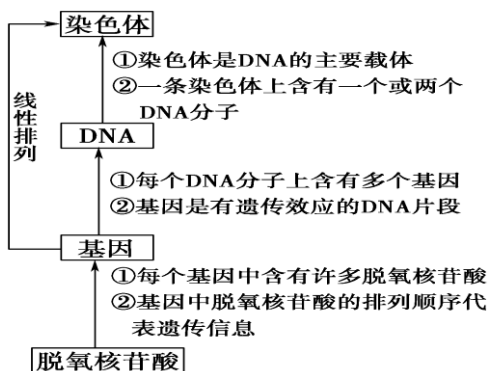 染色体
①染色体是DNA的主要载体
②一条染色体上含有一个或两个
DNA分子
线性排列
DNA
①每个DNA分子上含有多个基因
②基因是有遗传效应的DNA片段
基因
①每个基因中含有许多脱氧核苷酸
②基因中脱氧核苷酸的排列顺序代
表遗传信息
脱氧核苷酸